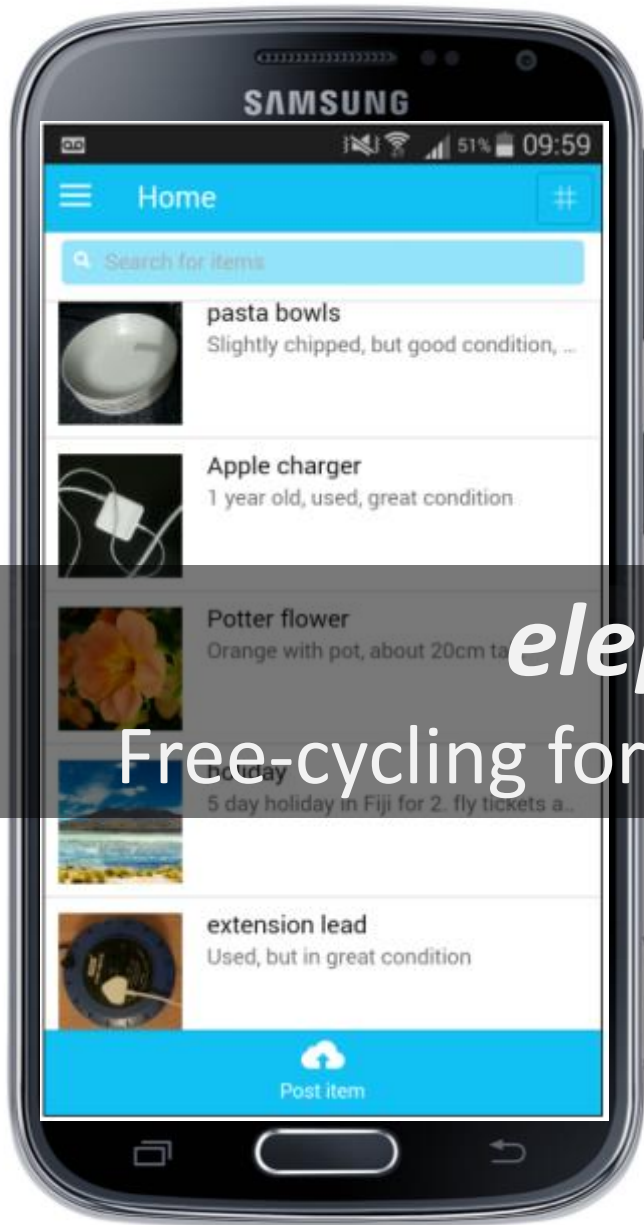 SAMSUNG
51% 09:59
Home
Search for items
pasta bowls
Slightly chipped, but good condition, ...
Apple charger
1 year old, used, great condition
Potter flower
Orange with pot, about 20cm
Free-cycling for
holiday
5 day holiday in Fiji for 2. fly tickets a..
extension lead
Used, but in great condition
Post item